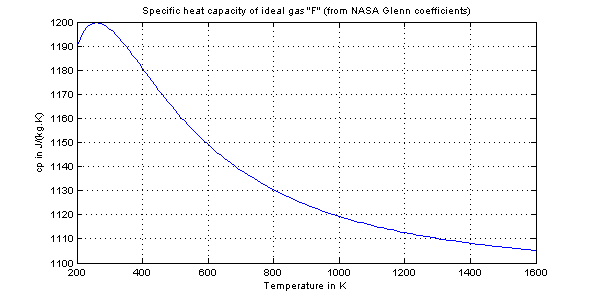 Specific heat capacity of ideal gas "F" (from NASA Glenn coefficients)
1200
1190
1180
1170
1160
1150
1140
1130
1120
1110
1100
cp in J/(kg.K)
200 400 600 800 1000 1200 1400 1600
Temperature in K